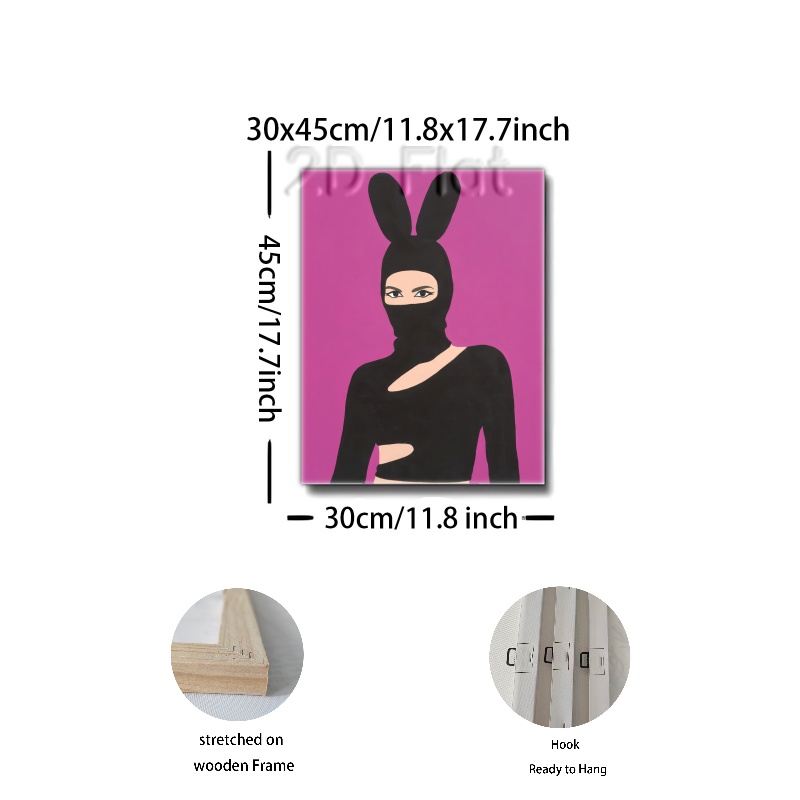 30x45cm/11.8x17.7inch
2.D Flat
45cm/17.7inch
30cm/11.8 inch
stretched on
wooden Frame
Hook
Ready to Hang